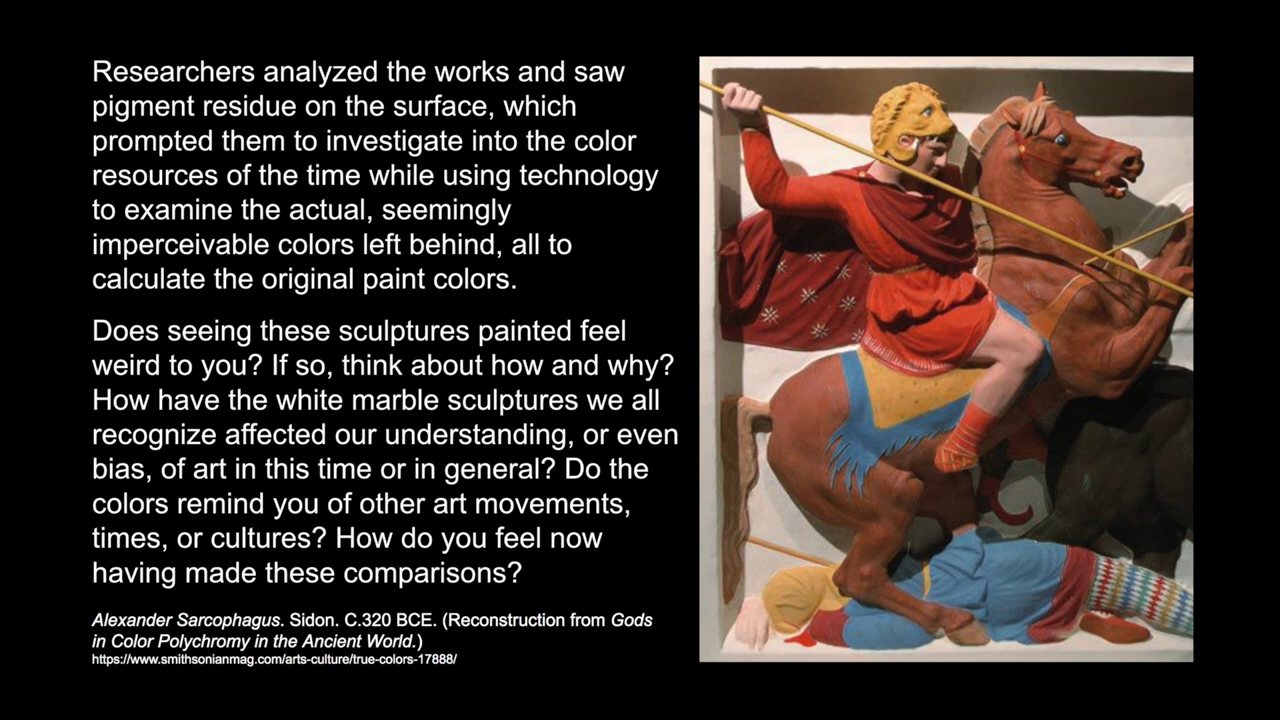 Researchers analyzed the works and saw
pigment residue on the surface, which
prompted them to investigate into the color
resources of the time while using technology
to examine the actual, seemingly
imperceivable colors left behind, all to
calculate the original paint colors.
Does seeing these sculptures painted feel
weird to you? If so, think about how and why?
How have the white marble sculptures we all
recognize affected our understanding, or even
bias, of art in this time or in general? Do the
colors remind you of other art movements,
times, or cultures? How do you feel now
having made these comparisons?
Alexander Sarcophagus. Sidon. C.320 BCE. (Reconstruction from Gods
in Color Polychromy in the Ancient World.)
https://www.smithsonianmag.com/arts-culture/true-colors-17888/